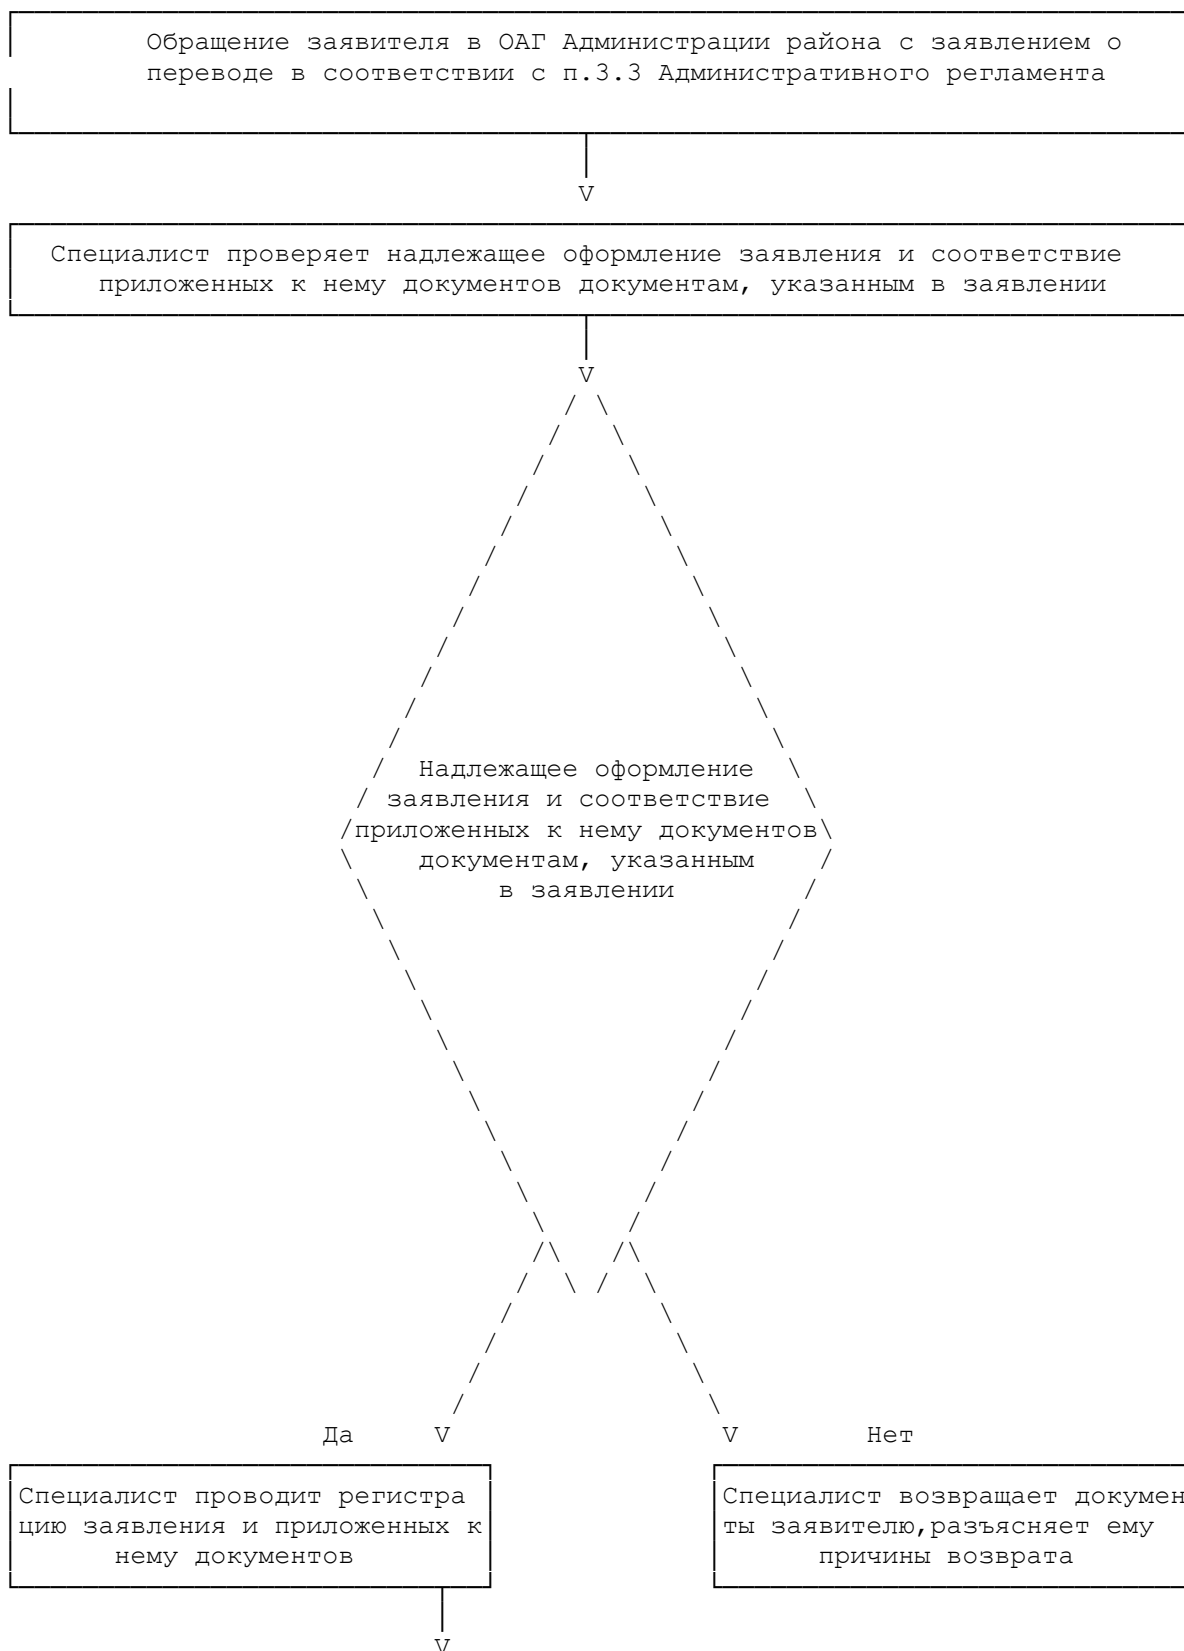 Обращение заявителя в ОАГ Администрации района с заявлением о
переводе в соответствии с п.3.3 Административного регламента
V
Специалист проверяет надлежащее оформление заявления и соответствие
приложенных к нему документов документам, указанным в заявлении
V
Надлежащее оформление
заявления и соответствие
приложенных к нему документов
документам, указанным
в заявлении
Да V V Нет
Специалист проводит регистра
цию заявления и приложенных к
нему документов
Специалист возвращает докумен
ты заявителю,разъясняет ему
причины возврата
V